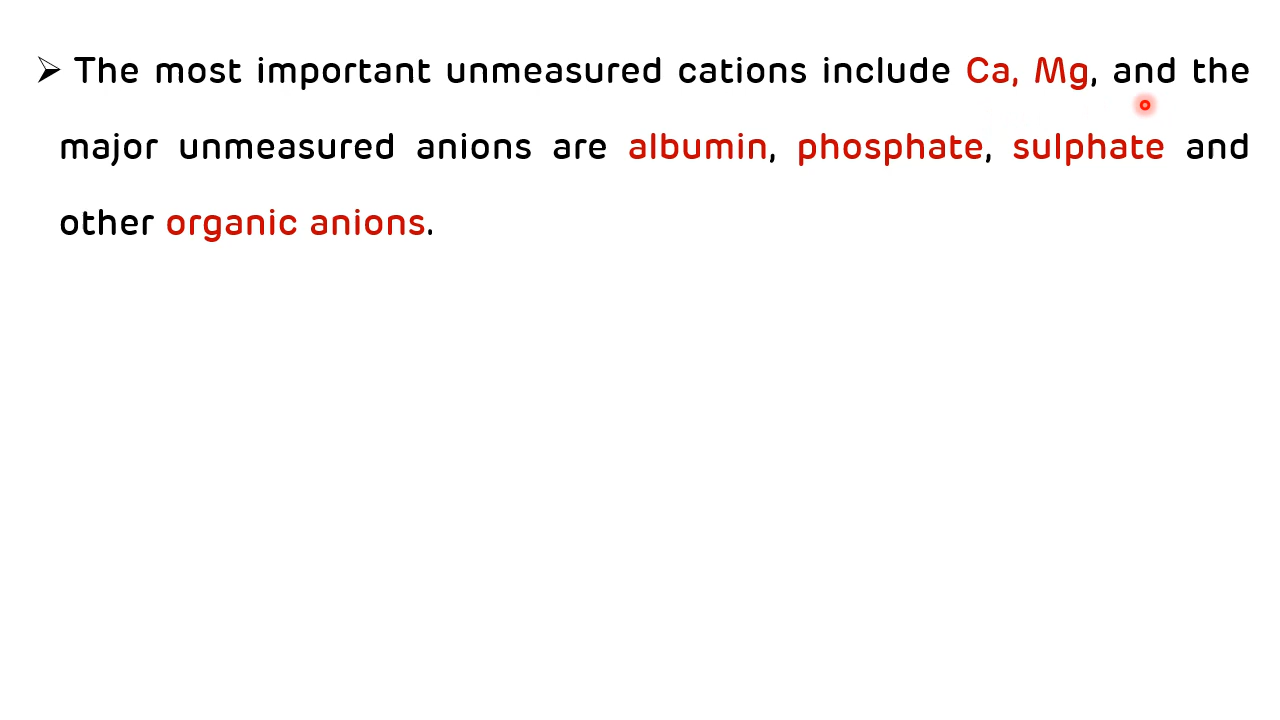 ➢ The most important unmeasured cations include Ca, Mg, and the
major unmeasured anions are albumin, phosphate, sulphate and
other organic anions.